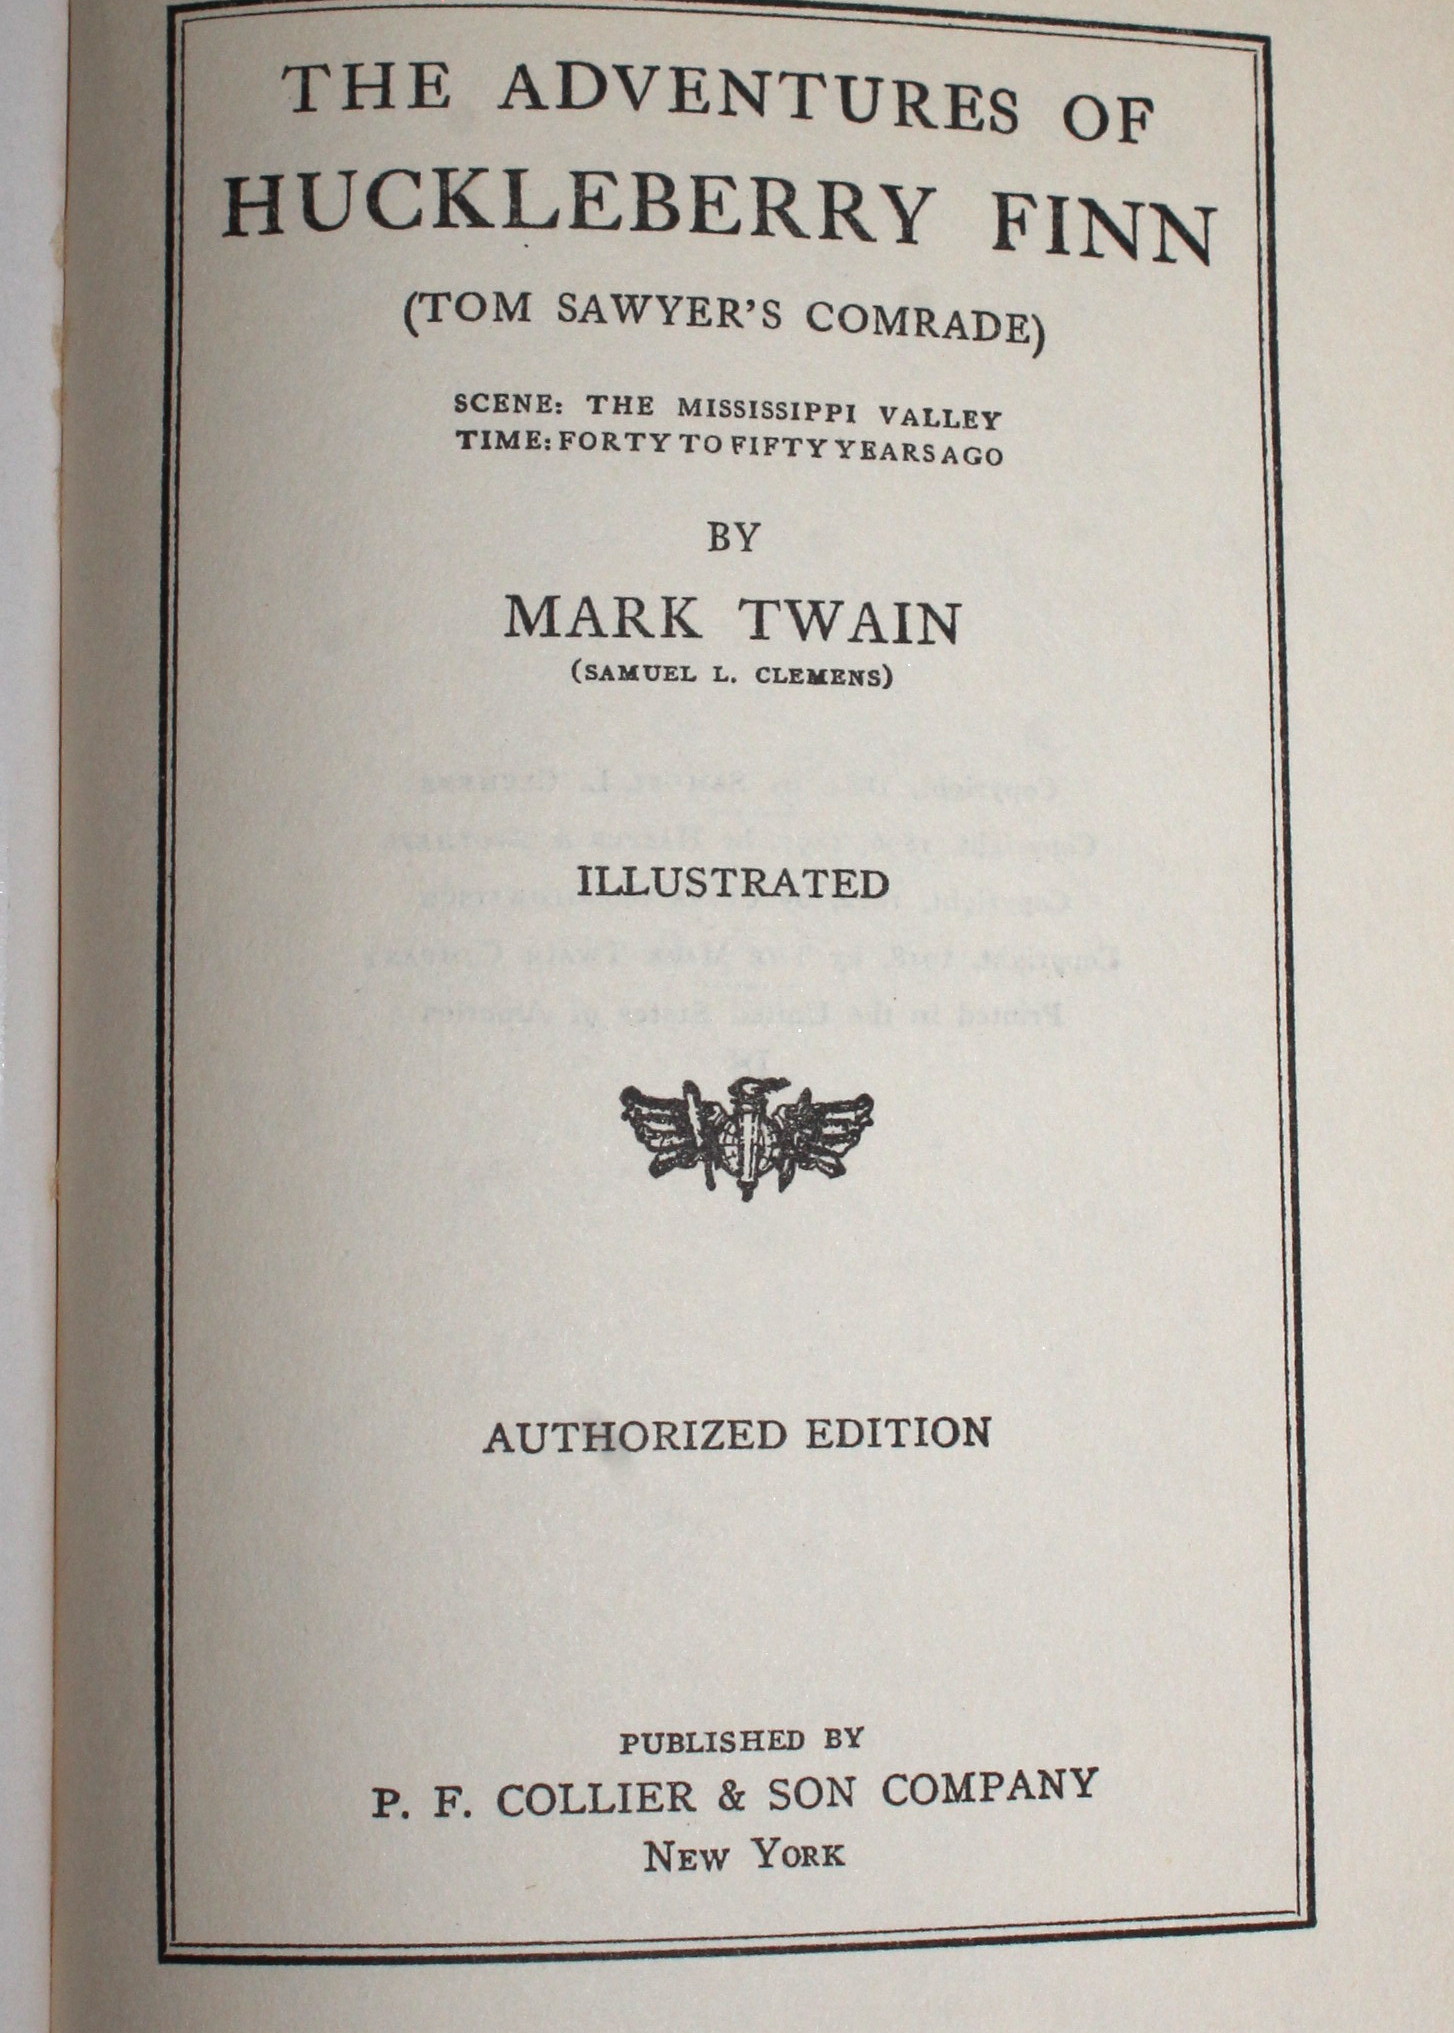 THE ADVENTURES OF
HUCKLEBERRY FINN
(TOM SAWYER'S COMRADE)
SCENE: THE MISSISSIPPI VALLEY
TIME: FORTY TO FIFTY YEARS AGO
BY
MARK TWAIN
(SAMUEL L. CLEMENS)
ILLUSTRATED
AUTHORIZED EDITION
PUBLISHED BY
P. F. COLLIER & SON COMPANY
NEW YORK